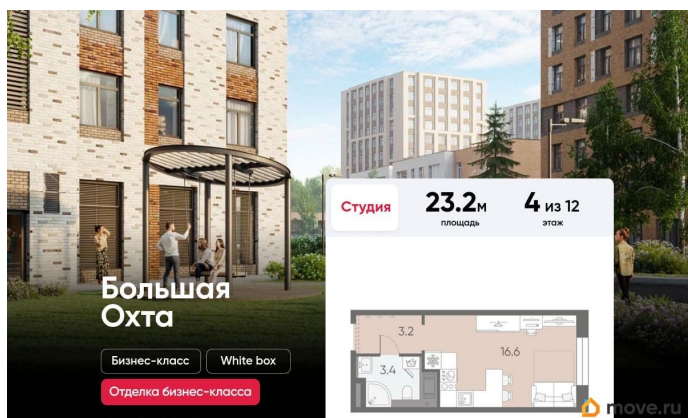 Студия
23.2м
площадь
4 из 12
этаж
Большая
Охта
Бизнес-класс
White box
Отделка бизнес-класса
3.2
16.6
3.4
move.ru